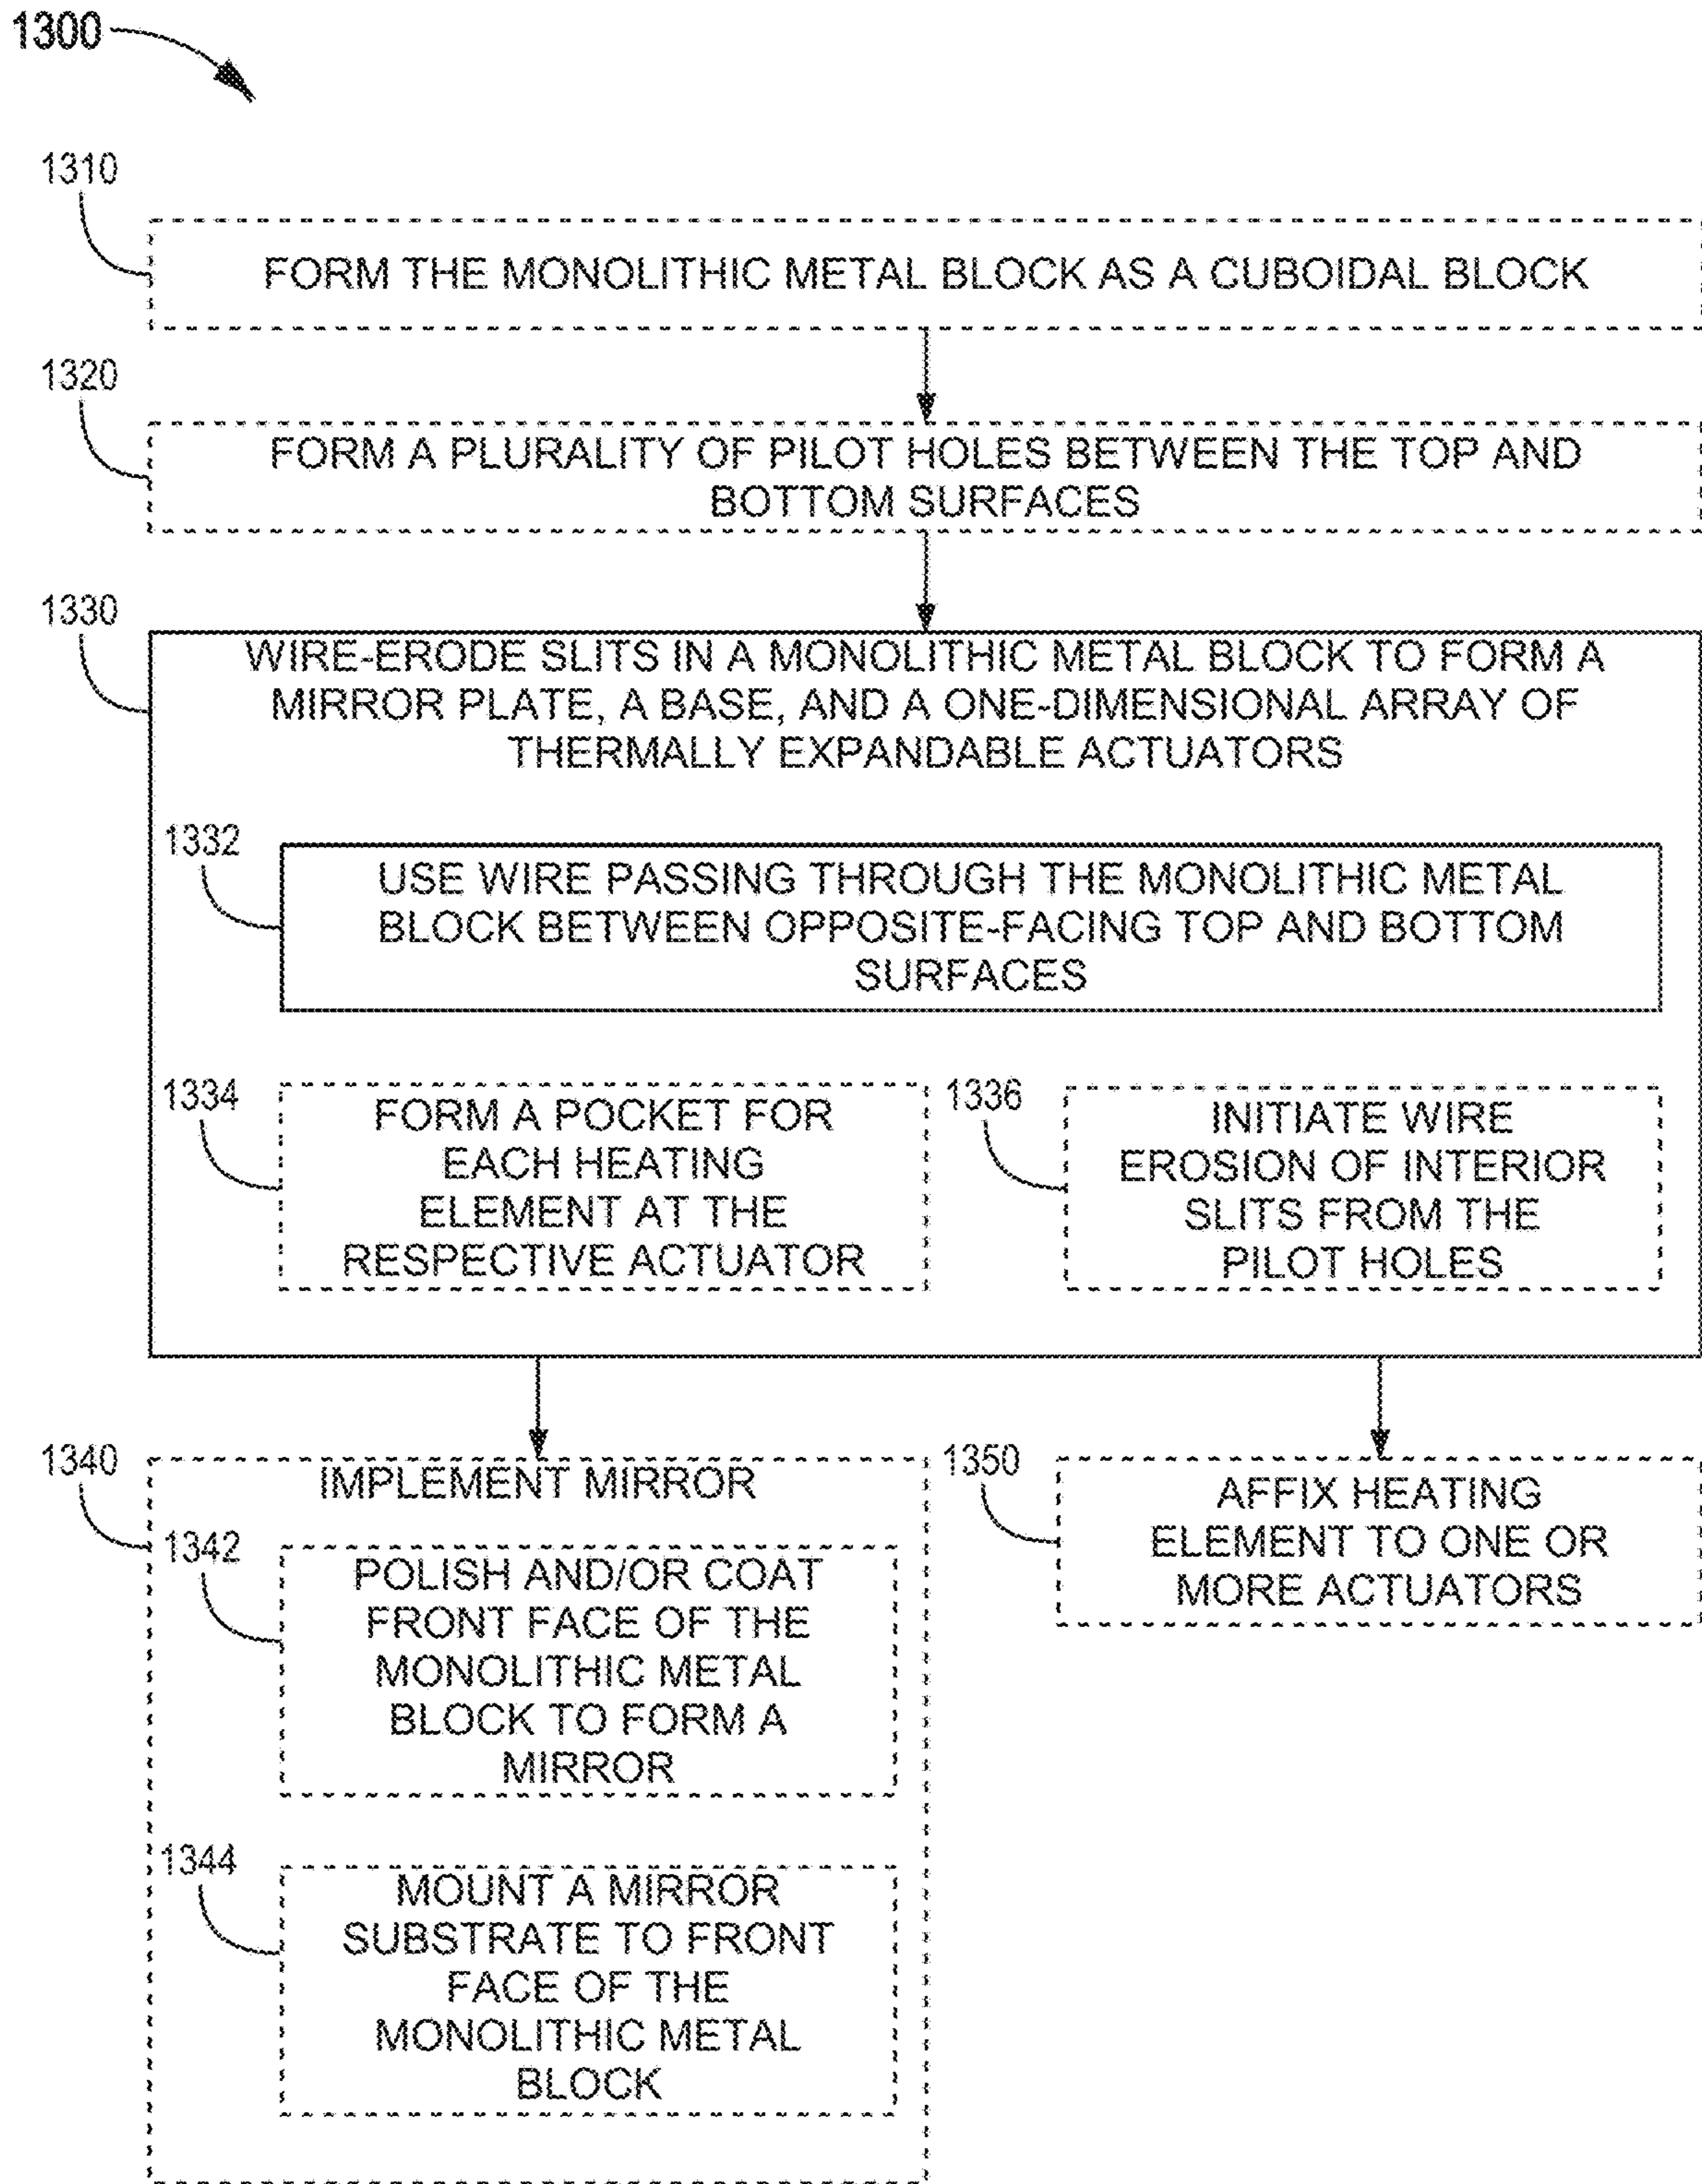 1300
1310
FORM THE MONOLITHIC METAL BLOCK AS A CUBOIDAL BLOCK
1320
FORM A PLURALITY OF PILOT HOLES BETWEEN THE TOP AND
BOTTOM SURFACES
1330
WIRE-ERODE SLITS IN A MONOLITHIC METAL BLOCK TO FORM A
MIRROR PLATE, A BASE, AND A ONE-DIMENSIONAL ARRAY OF
THERMALLY EXPANDABLE ACTUATORS
1332
USE WIRE PASSING THROUGH THE MONOLITHIC METAL
BLOCK BETWEEN OPPOSITE-FACING TOP AND BOTTOM
SURFACES
1334
FORM A POCKET FOR
EACH HEATING
ELEMENT AT THE
RESPECTIVE ACTUATOR
1336
INITIATE WIRE
EROSION OF INTERIOR
SLITS FROM THE
PILOT HOLES
1340
IMPLEMENT MIRROR
1342
POLISH AND/OR COAT
FRONT FACE OF THE
MONOLITHIC METAL
BLOCK TO FORM A
MIRROR
1344
MOUNT A MIRROR
SUBSTRATE TO FRONT
FACE OF THE
MONOLITHIC METAL
BLOCK
1350
AFFIX HEATING
ELEMENT TO ONE OR
MORE ACTUATORS